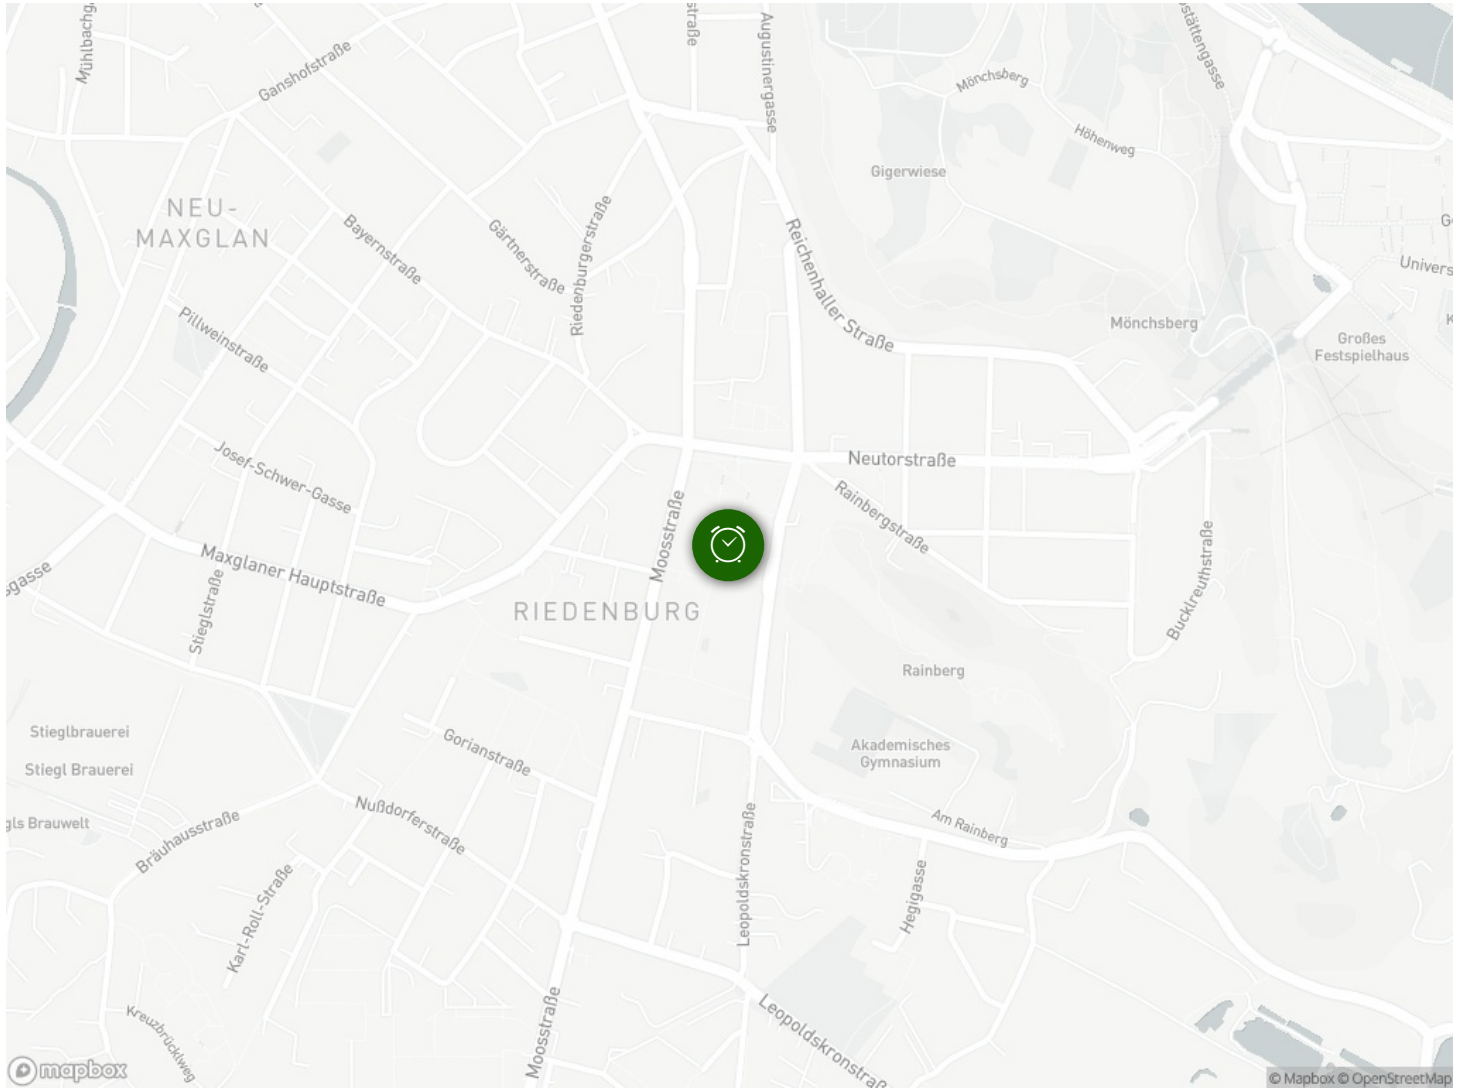 Mühlbachg
Ganshofstraße
straße
Augustinergasse
stättengasse
Mönchsberg
Höhenweg
Gigerwiese
NEU-
MAXGLAN
Bayernstraße
Gärtnerstraße
Riedenburgerstraße
Reichenhaller Straße
G
Univers
Pillweinstraße
Mönchsberg
Großes
Festspielhaus
K
Josef-Schwer-Gasse
Neutorstraße
Rainbergstraße
Moosstraße
Maxglaner Hauptstraße
sgasse
Stieglstraße
Bucklreuthstraße
RIEDENBURG
Rainberg
Stieglbrauerei
Stiegl Brauerei
Gorianstraße
Akademisches
Gymnasium
gls Brauwelt
Bräuhausstraße
Nußdorferstraße
Am Rainberg
Leopoldskronstraße
Hegigasse
Karl-Roll-Straße
Kreuzbrücklweg
Moosstraße
Leopoldskronstraße
mapbox
© Mapbox © OpenStreetMap